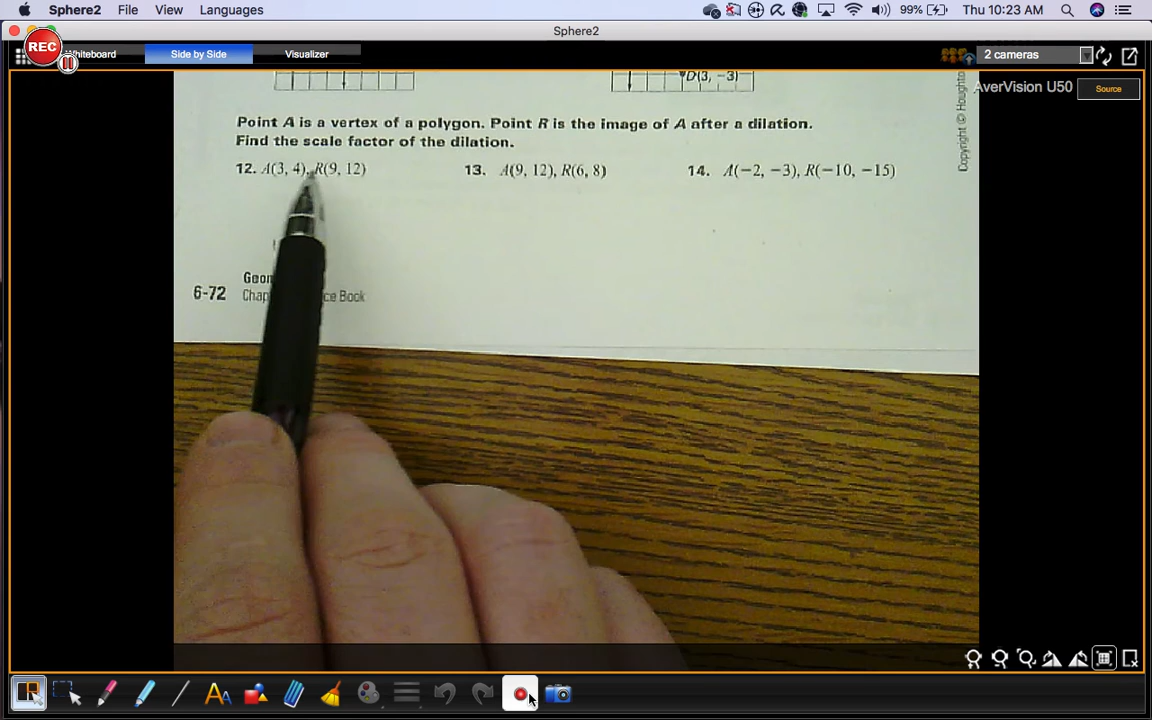 Sphere2 File View Languages 99% Thu 10:23 AM
Sphere2
REC
Whiteboard Side by Side Visualizer 2 cameras
AverVision U50 Source
D(3, −3)
Point A is a vertex of a polygon. Point R is the image of A after a dilation.
Find the scale factor of the dilation.
12. A(3, 4), R(9, 12) 13. A(9, 12), R(6, 8) 14. A(−2, −3), R(−10, −15)
Copyright © Houghto
6-72
ce Book